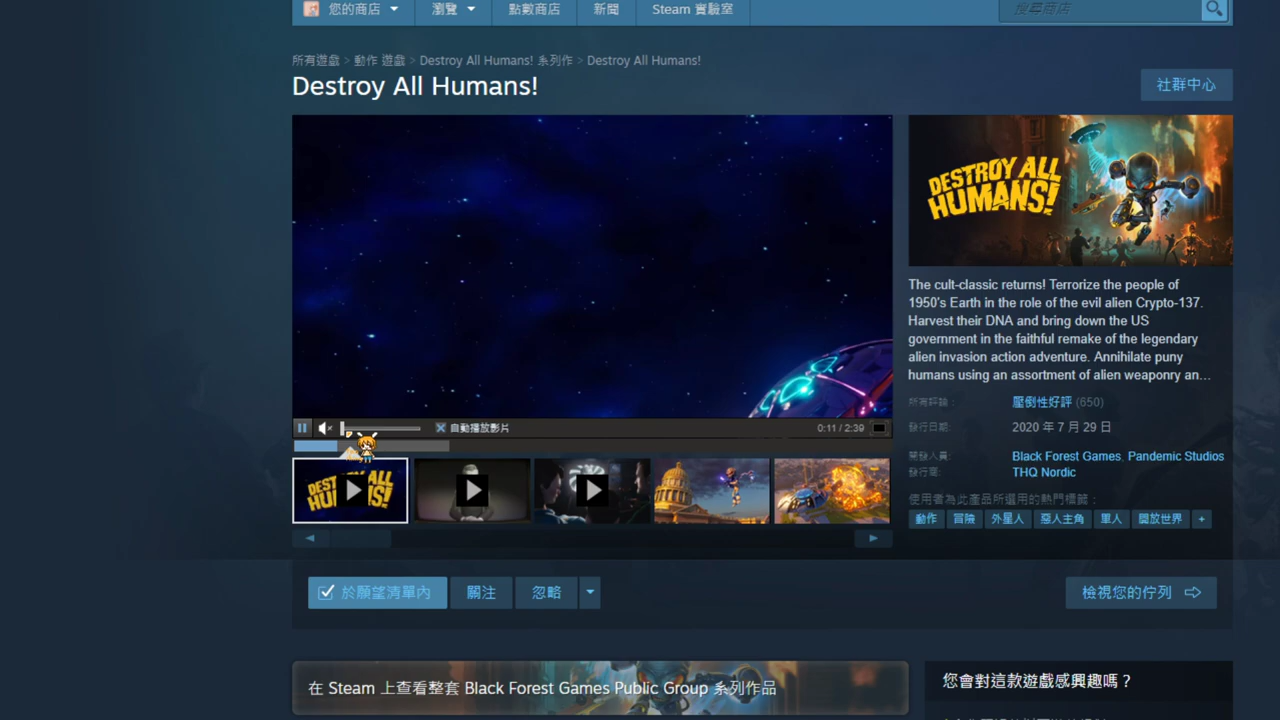 您的商店
瀏覽
點數商店
新聞
Steam 實驗室
搜尋商店
所有遊戲 > 動作 遊戲 > Destroy All Humans! 系列作 > Destroy All Humans!
Destroy All Humans!
社群中心
DESTROY ALL
HUMANS!
The cult-classic returns! Terrorize the people of
1950's Earth in the role of the evil alien Crypto-137.
Harvest their DNA and bring down the US
government in the faithful remake of the legendary
alien invasion action adventure. Annihilate puny
humans using an assortment of alien weaponry an...
所有評論：
壓倒性好評 (650)
發行日期：
2020 年 7 月 29 日
自動播放影片
0:11 / 2:39
開發人員：
Black Forest Games, Pandemic Studios
發行商：
THQ Nordic
使用者為此產品所選用的熱門標籤：
動作 冒險 外星人 惡人主角 單人 開放世界 +
於願望清單內
關注
忽略
檢視您的佇列
在 Steam 上查看整套 Black Forest Games Public Group 系列作品
您會對這款遊戲感興趣嗎？